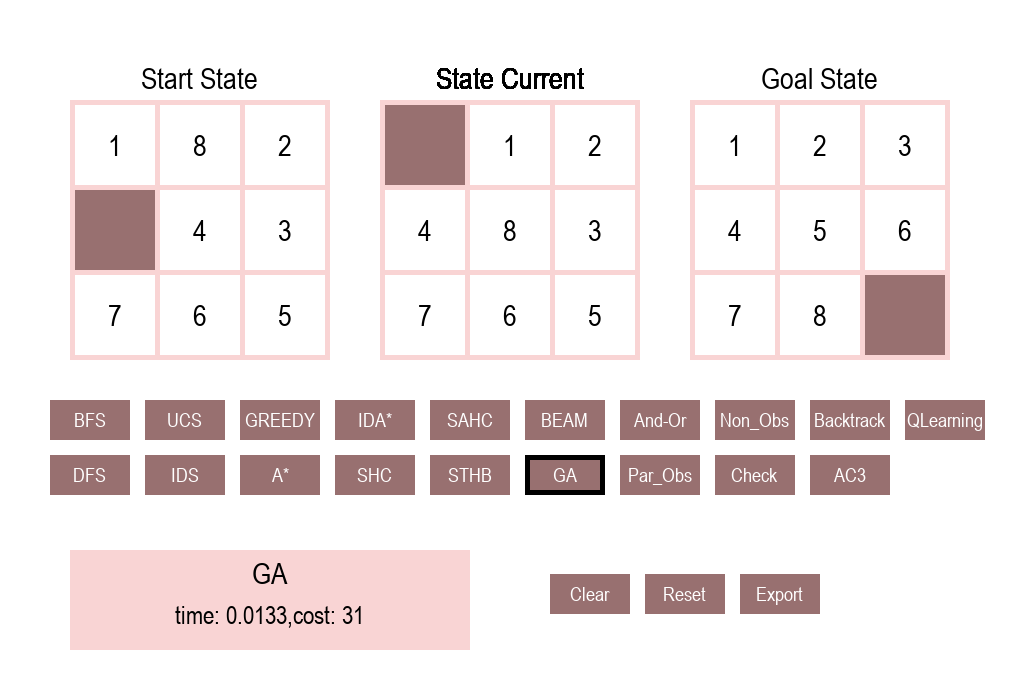 Start State State Current Goal State
1 8 2 1 2 1 2 3
4 3 4 8 3 4 5 6
7 6 5 7 6 5 7 8
BFS UCS GREEDY IDA* SAHC BEAM And-Or Non_Obs Backtrack QLearning
DFS IDS A* SHC STHB GA Par_Obs Check AC3
GA
time: 0.0133,cost: 31
Clear Reset Export